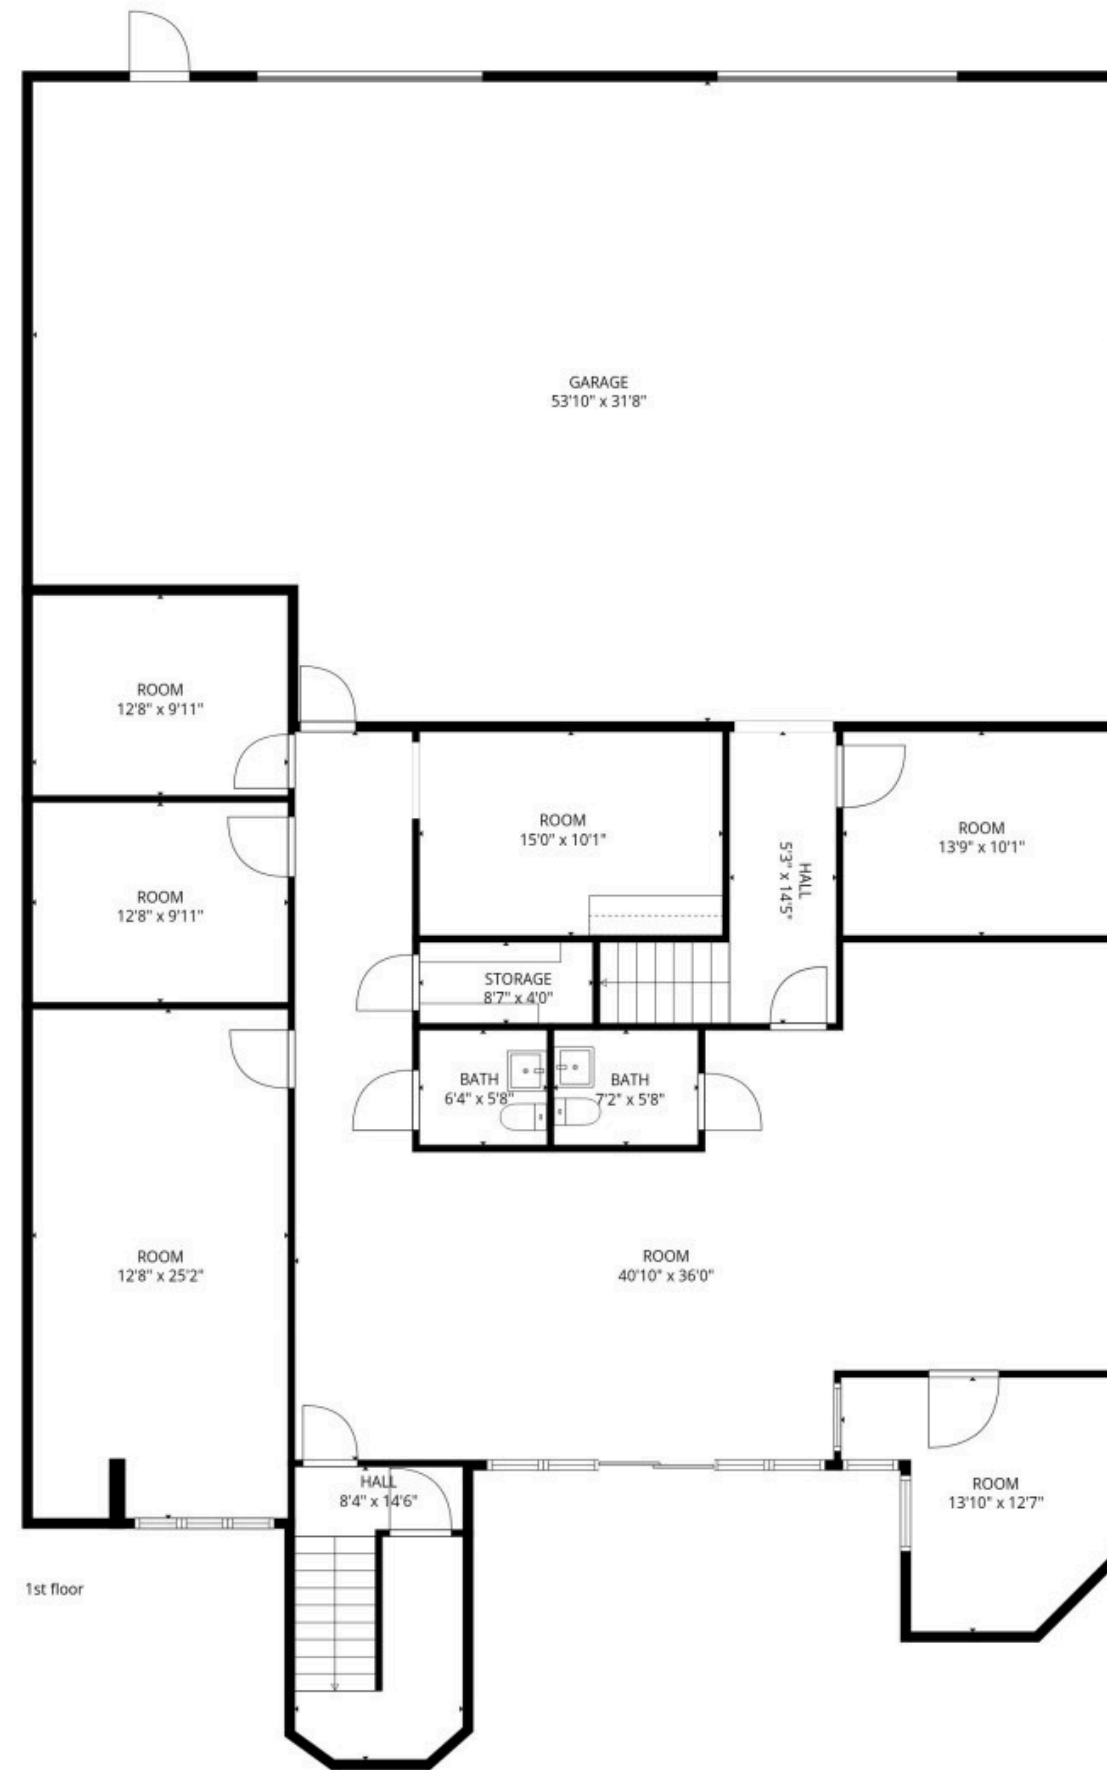 GARAGE
53'10" x 31'8"
ROOM
12'8" x 9'11"
ROOM
15'0" x 10'1"
HALL
5'3" x 14'5"
ROOM
13'9" x 10'1"
ROOM
12'8" x 9'11"
STORAGE
8'7" x 4'0"
BATH
6'4" x 5'8"
BATH
7'2" x 5'8"
ROOM
12'8" x 25'2"
ROOM
40'10" x 36'0"
HALL
8'4" x 14'6"
ROOM
13'10" x 12'7"
1st floor